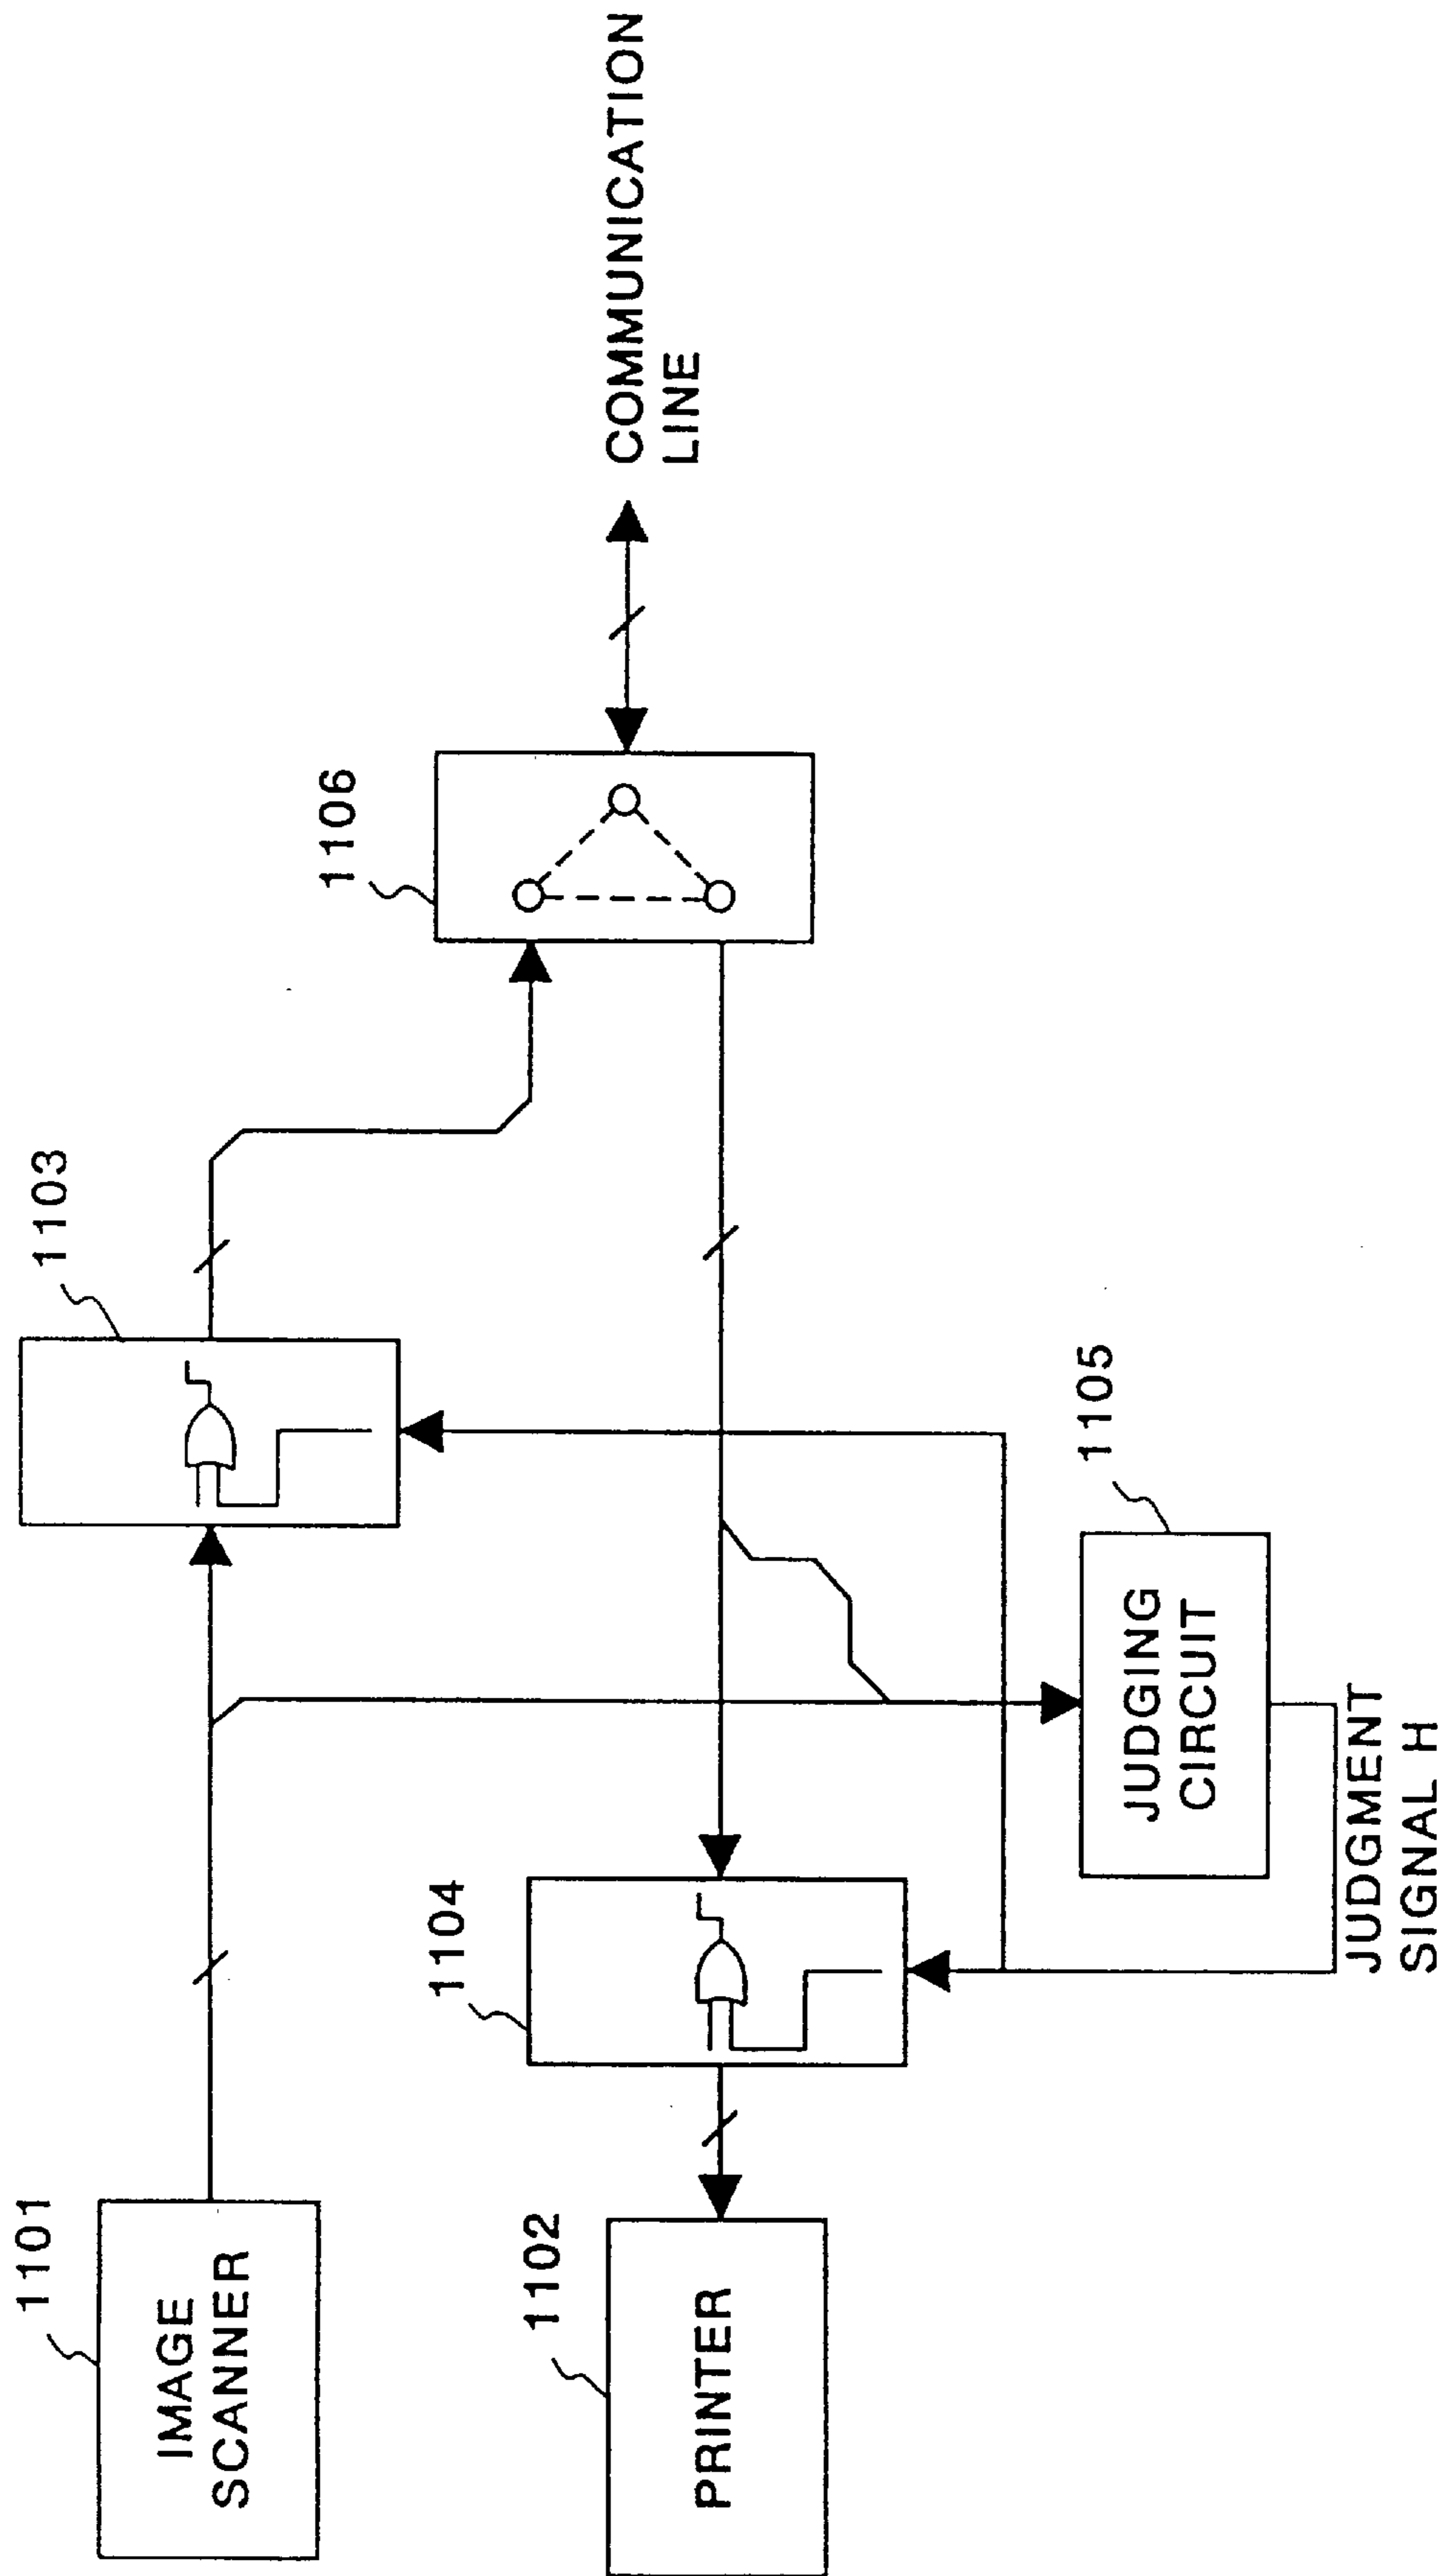 1101
IMAGE
SCANNER
1103
1106
COMMUNICATION
LINE
1102
PRINTER
1104
1105
JUDGING
CIRCUIT
JUDGMENT
SIGNAL H